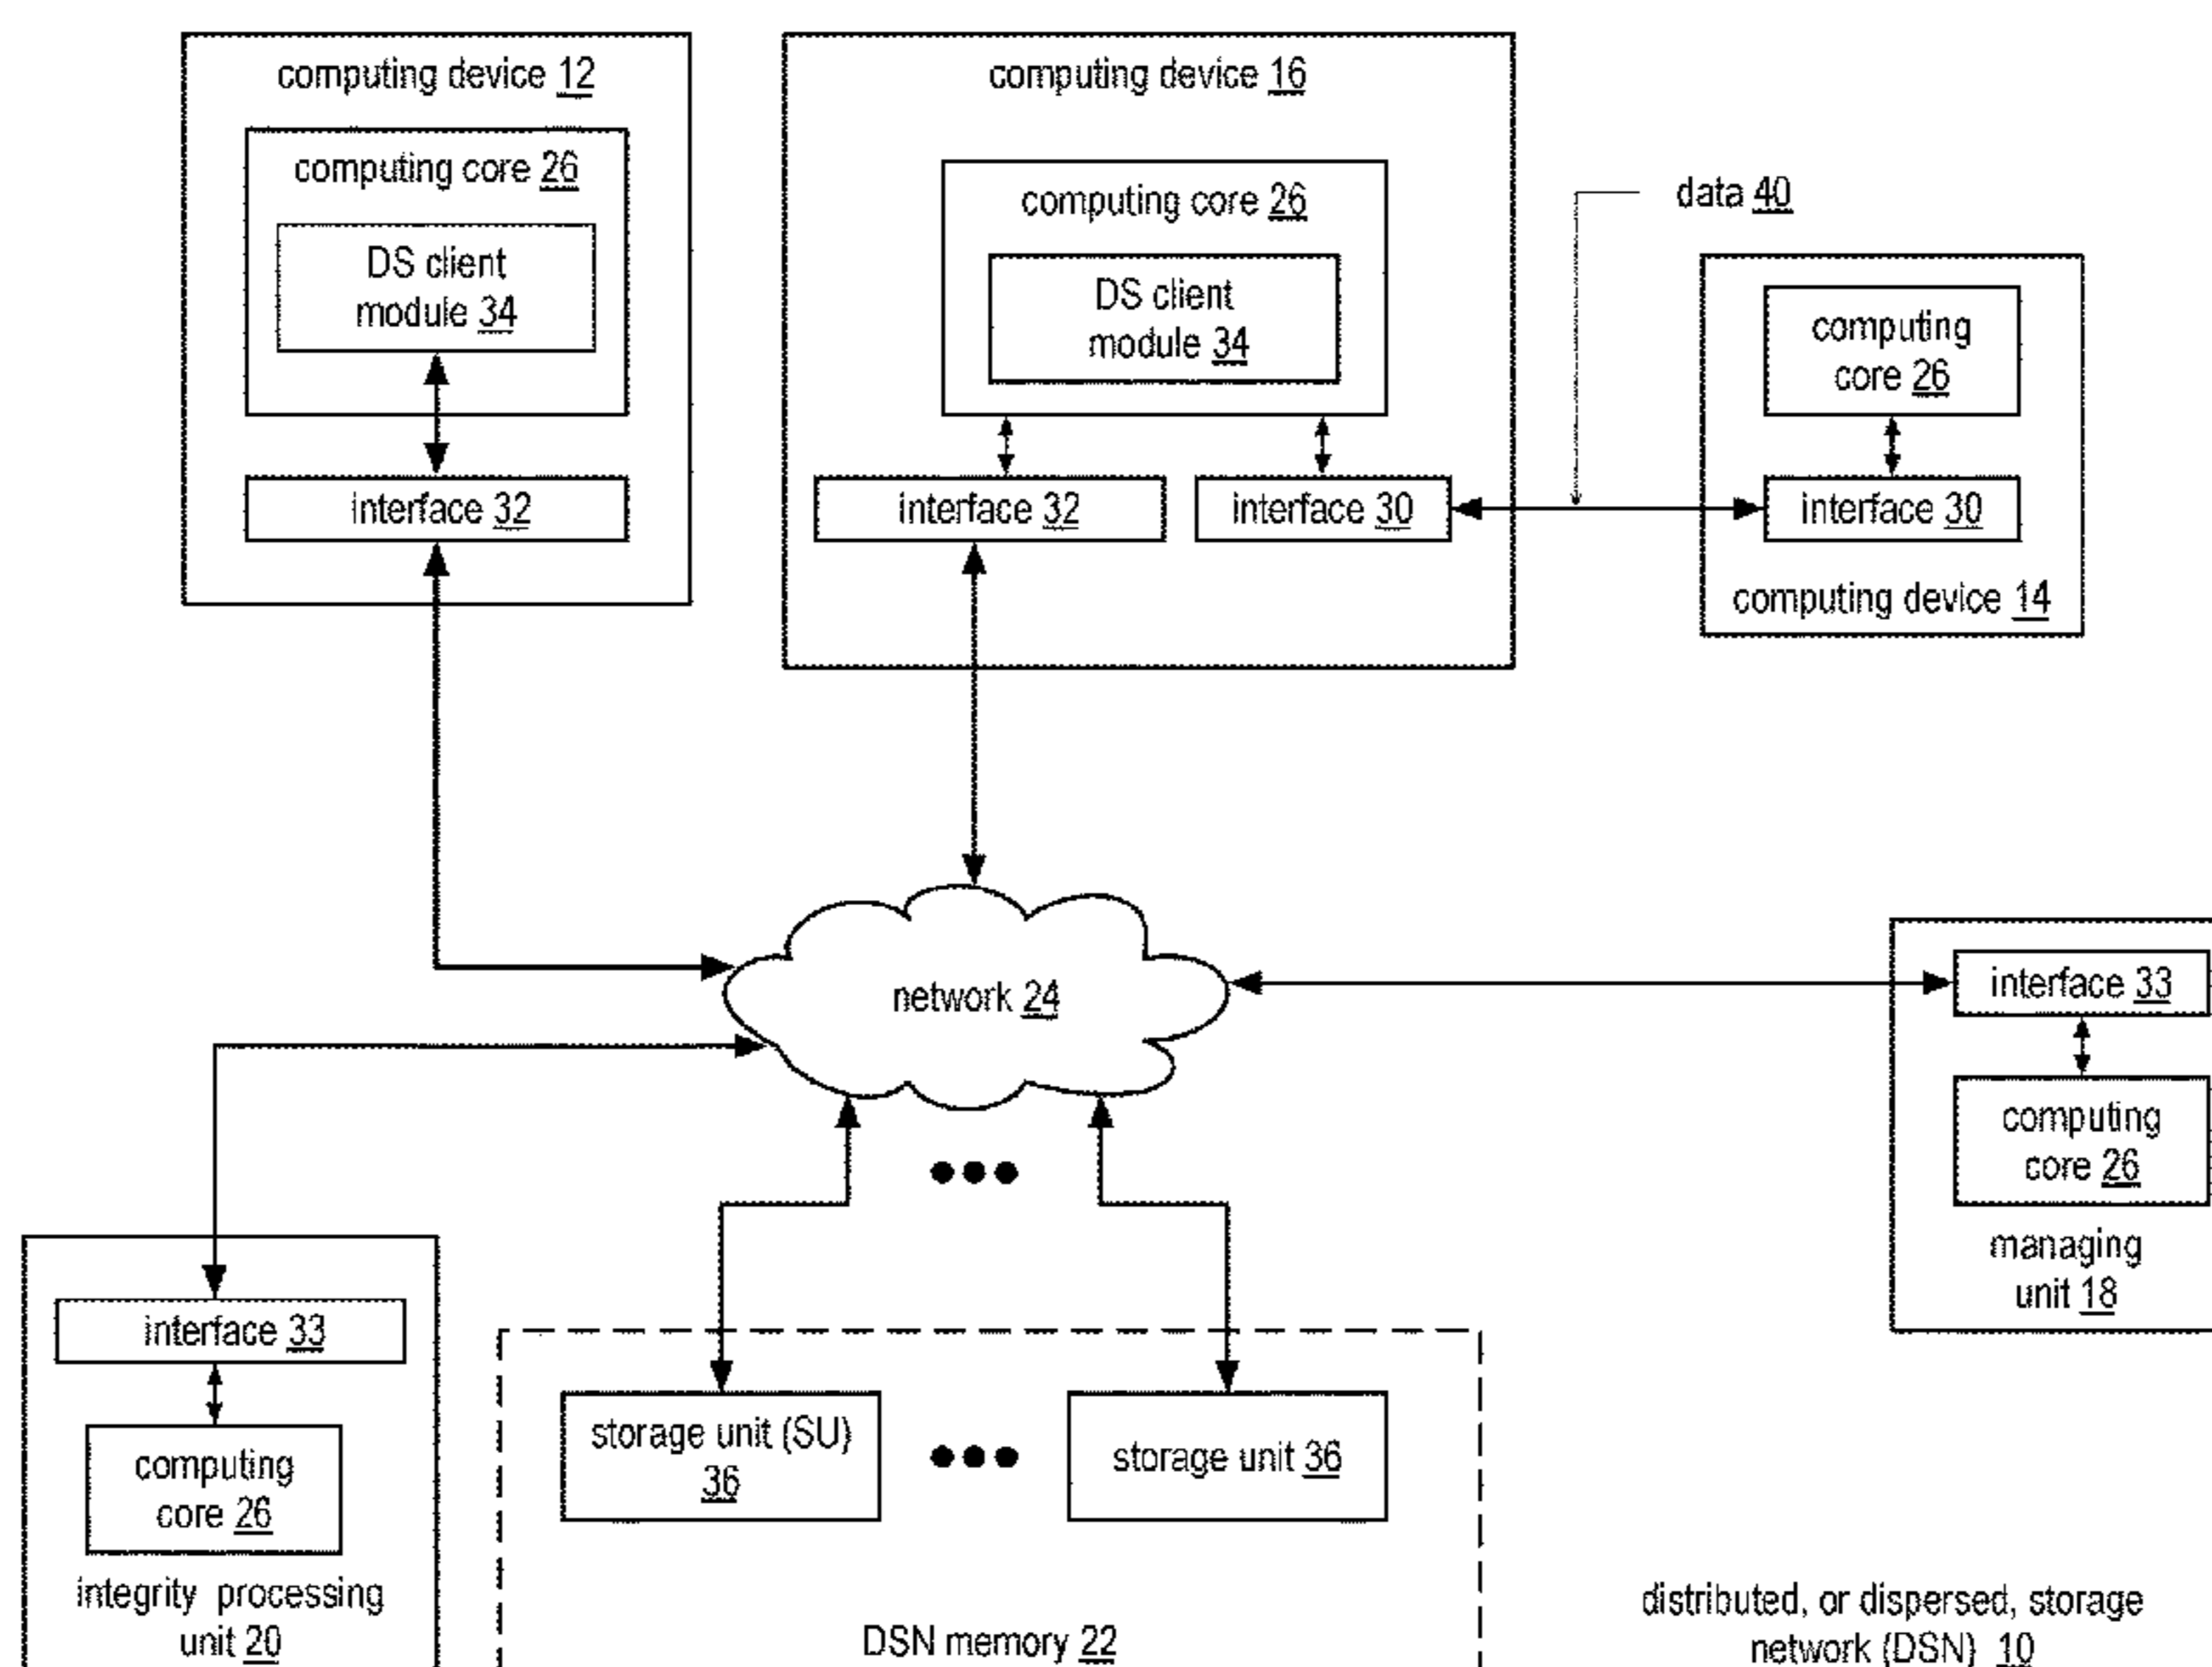 computing device 12
computing core 26
DS client
module 34
interface 32
computing device 16
computing core 26
DS client
module 34
interface 32
interface 30
data 40
computing
core 26
interface 30
computing device 14
network 24
interface 33
computing
core 26
managing
unit 18
interface 33
computing
core 26
integrity processing
unit 20
storage unit (SU)
36
storage unit 36
DSN memory 22
distributed, or dispersed, storage
network (DSN) 10